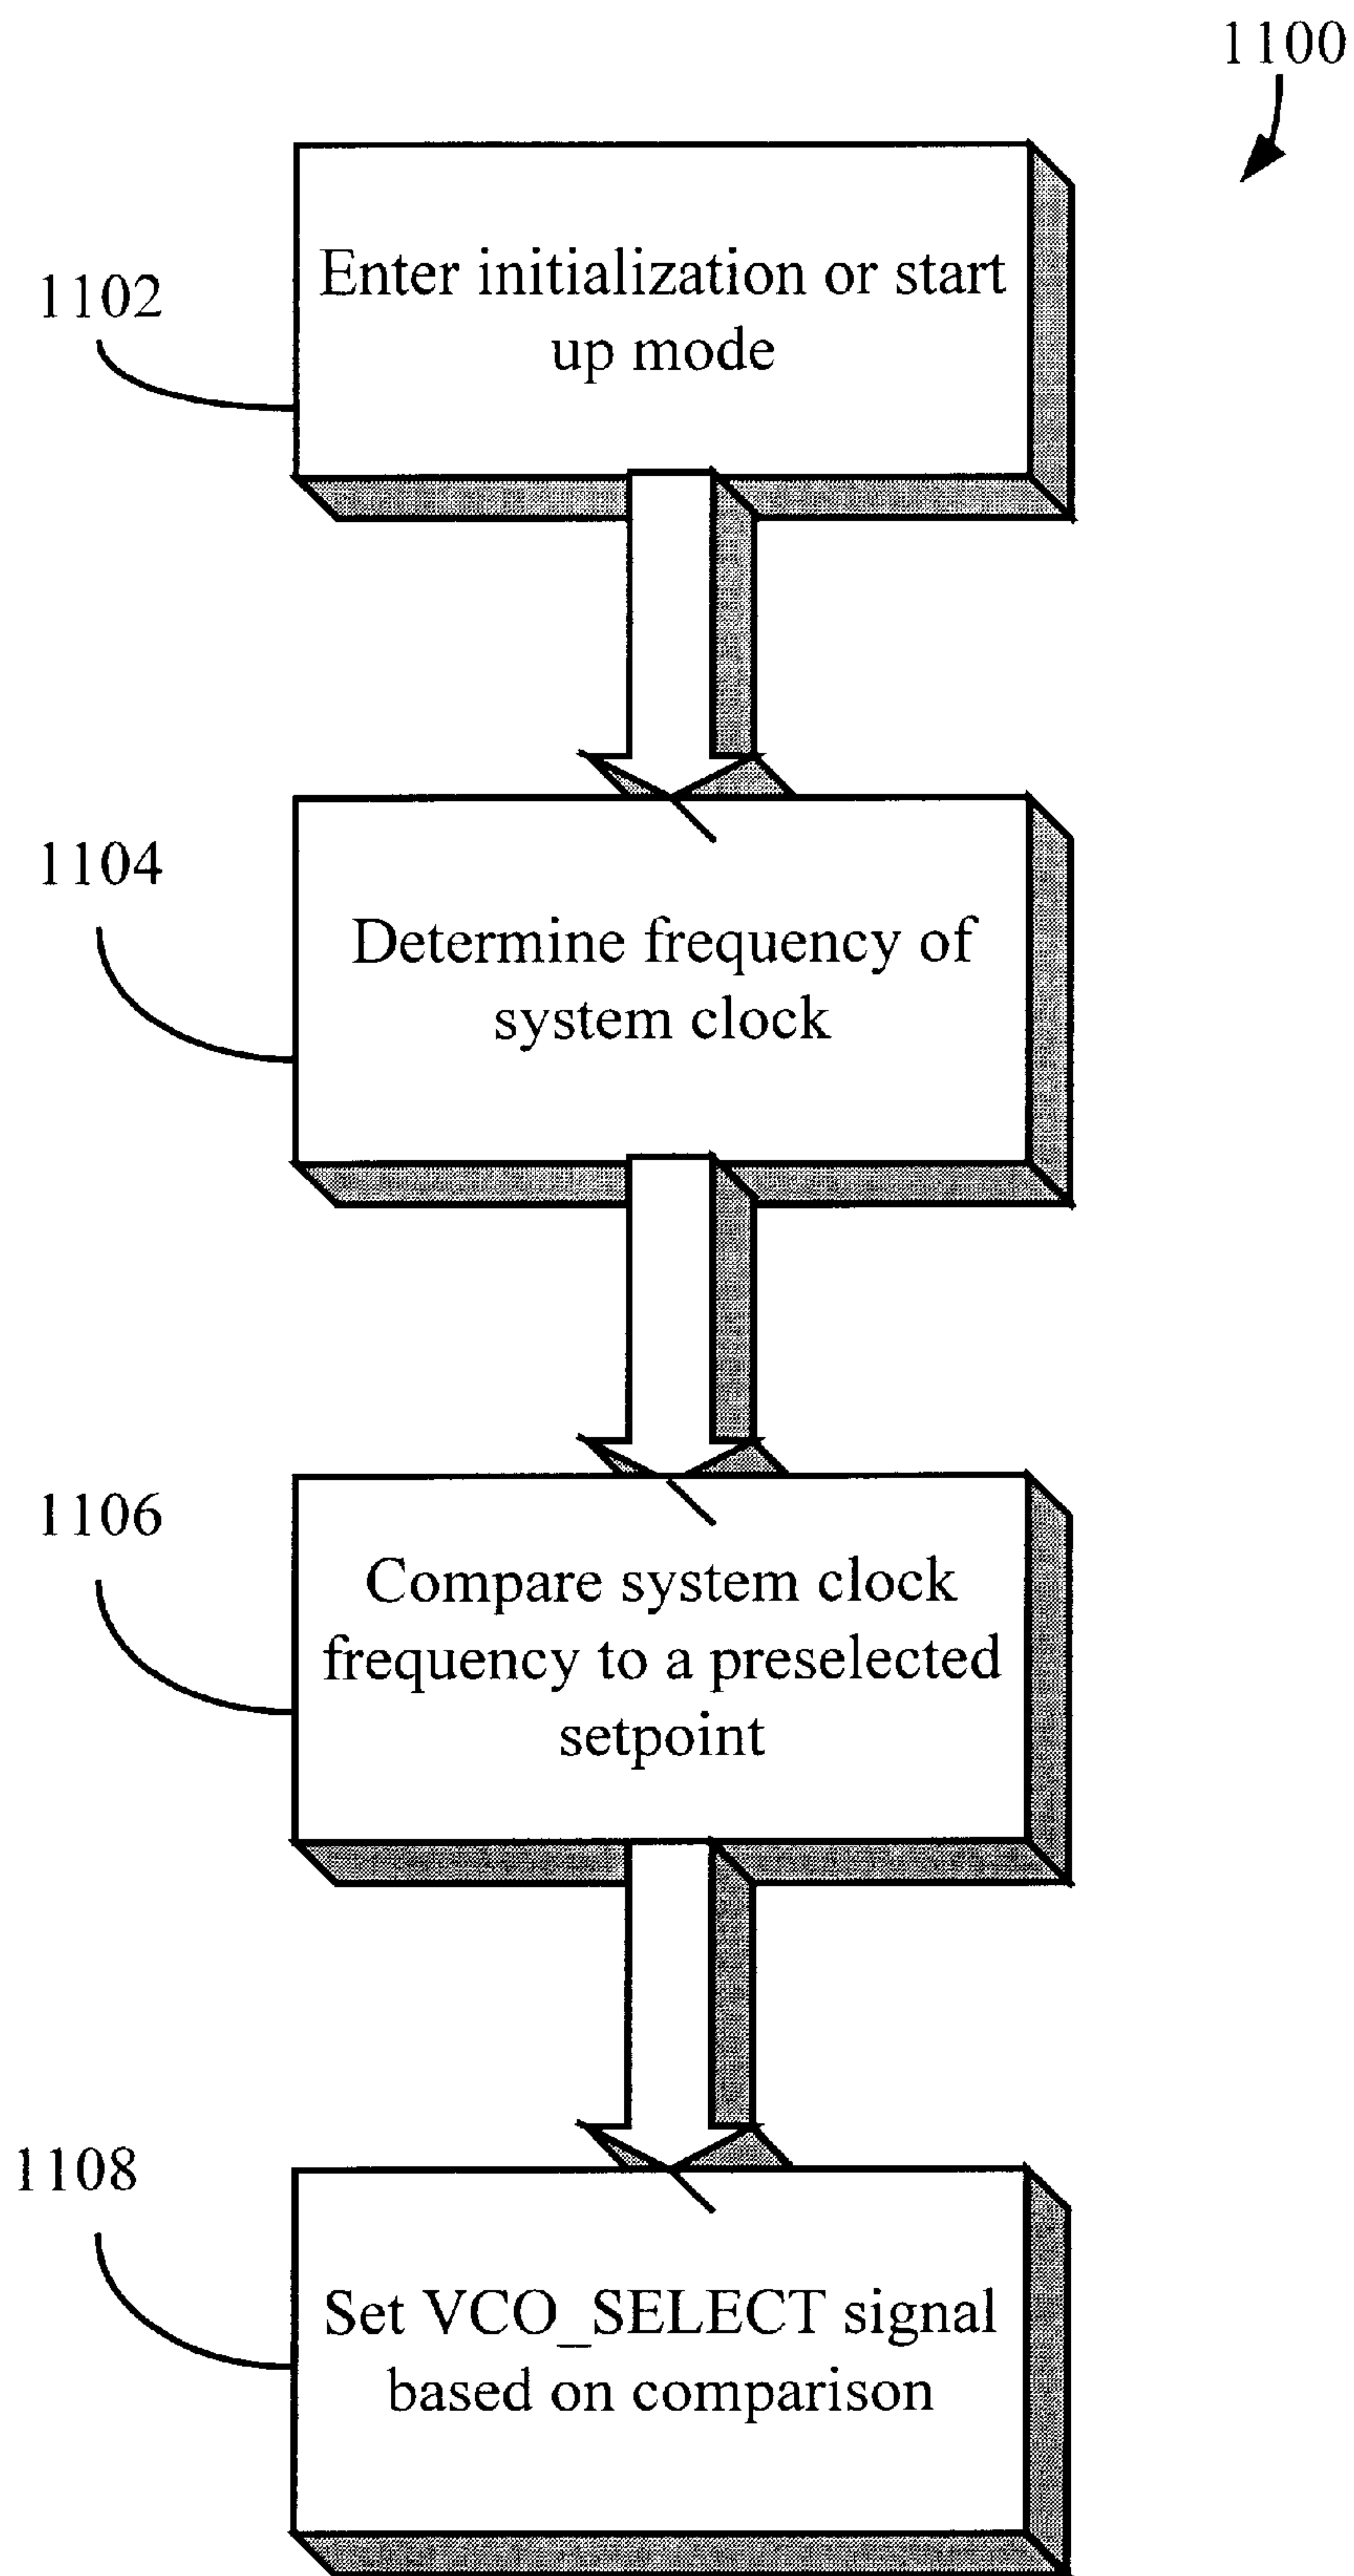 1100
1102
Enter initialization or start
up mode
1104
Determine frequency of
system clock
1106
Compare system clock
frequency to a preselected
setpoint
1108
Set VCO_SELECT signal
based on comparison